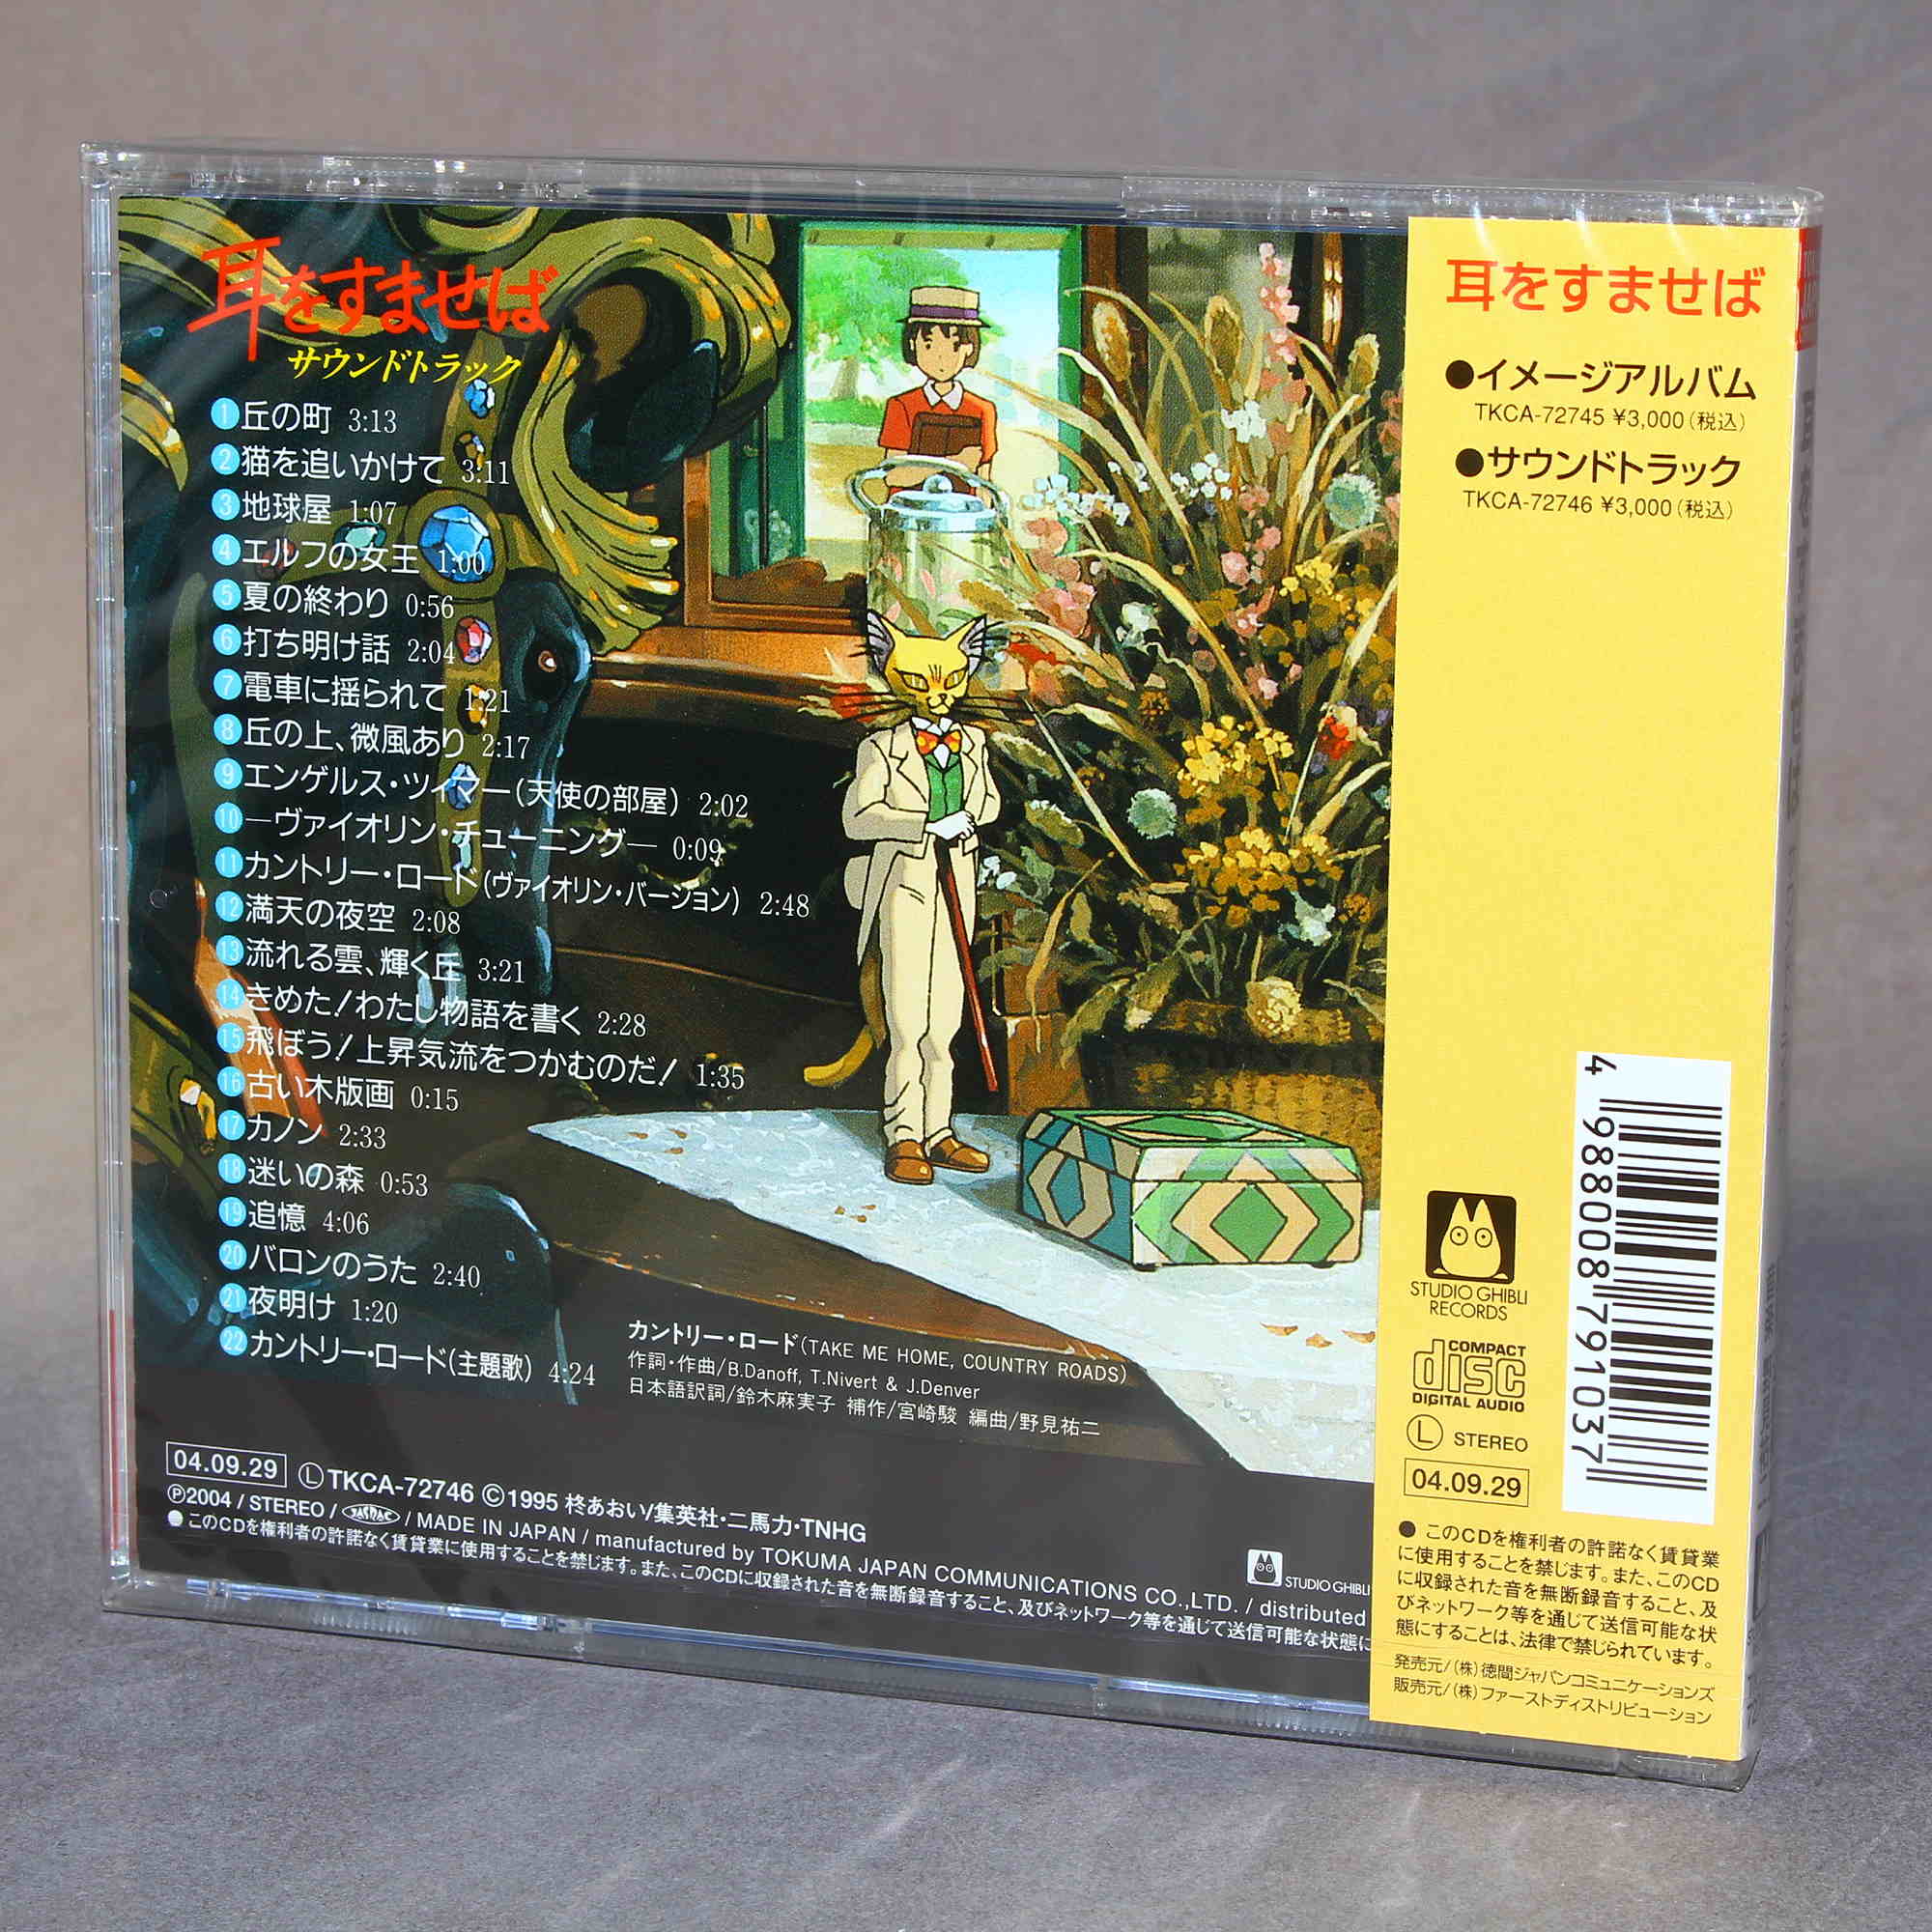 耳をすませば
サウンドトラック
1 丘の町 3:13
2 猫を追いかけて 3:11
3 地球屋 1:07
4 エルフの女王 1:00
5 夏の終わり 0:56
6 打ち明け話 2:04
7 電車に揺られて 1:21
8 丘の上、微風あり 2:17
9 エンゲルス・ツィマー(天使の部屋) 2:02
10 ―ヴァイオリン・チューニング― 0:09
11 カントリー・ロード(ヴァイオリン・バージョン) 2:48
12 満天の夜空 2:08
13 流れる雲、輝く丘 3:21
14 きめた!わたし物語を書く 2:28
15 飛ぼう!上昇気流をつかむのだ! 1:35
16 古い木版画 0:15
17 カノン 2:33
18 迷いの森 0:53
19 追憶 4:06
20 バロンのうた 2:40
21 夜明け 1:20
22 カントリー・ロード(主題歌) 4:24
カントリー・ロード(TAKE ME HOME, COUNTRY ROADS)
作詞・作曲/B.Danoff, T.Nivert & J.Denver
日本語訳詞/鈴木麻実子 補作/宮崎駿 編曲/野見祐二
04.09.29 Ⓛ TKCA-72746 ©1995 柊あおい/集英社・二馬力・TNHG
℗2004 / STEREO / JASRAC / MADE IN JAPAN / manufactured by TOKUMA JAPAN COMMUNICATIONS CO.,LTD. / distributed
●このCDを権利者の許諾なく賃貸業に使用することを禁じます。また、このCDに収録された音を無断録音すること、及びネットワーク等を通じて送信可能な状態に
STUDIO GHIBLI
耳をすませば
●イメージアルバム
TKCA-72745 ¥3,000(税込)
●サウンドトラック
TKCA-72746 ¥3,000(税込)
4 988008 791037
STUDIO GHIBLI
RECORDS
COMPACT
disc
DIGITAL AUDIO
Ⓛ STEREO
04.09.29
● このCDを権利者の許諾なく賃貸業
に使用することを禁じます。また、このCD
に収録された音を無断録音すること、及
びネットワーク等を通じて送信可能な状
態にすることは、法律で禁じられています。
発売元/(株)徳間ジャパンコミュニケーションズ
販売元/(株)ファーストディストリビューション